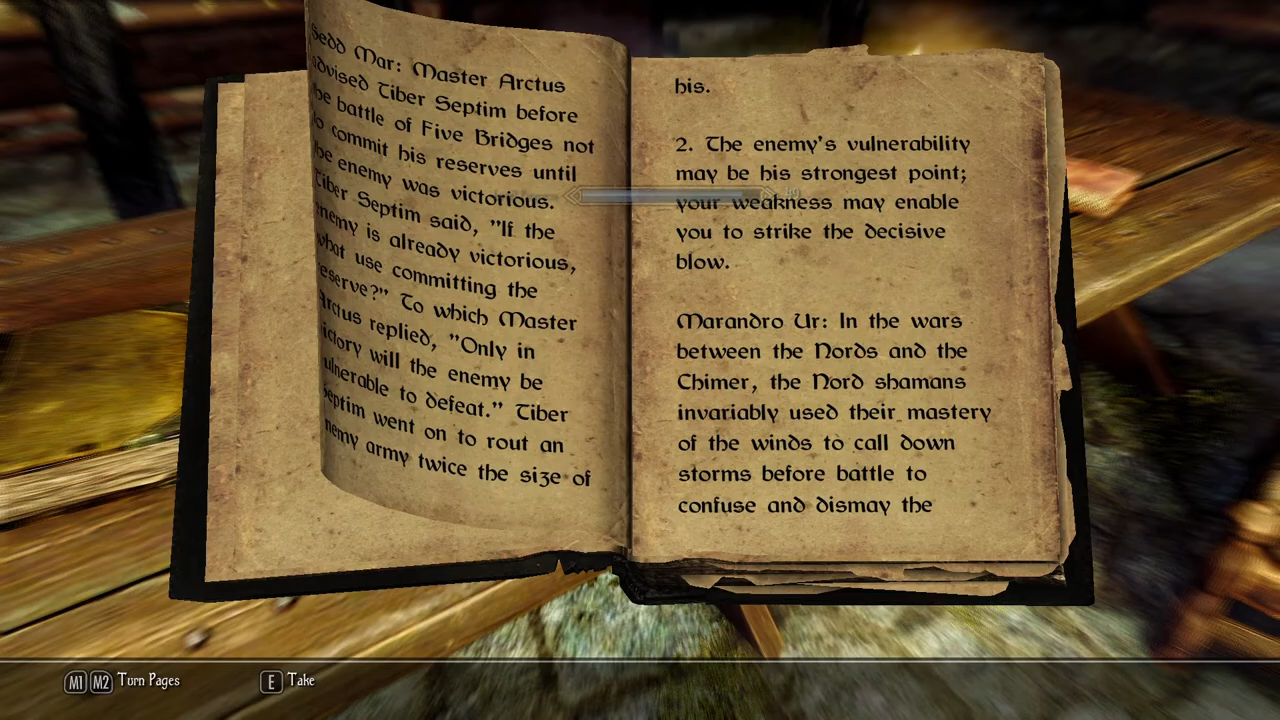 Sedd Mar: Master Arctus
advised Tiber Septim before
the battle of Five Bridges not
to commit his reserves until
the enemy was victorious.
Tiber Septim said, "If the
enemy is already victorious,
what use committing the
reserve?" To which Master
Arctus replied, "Only in
victory will the enemy be
vulnerable to defeat." Tiber
Septim went on to rout an
enemy army twice the size of
his.
2. The enemy's vulnerability
may be his strongest point;
your weakness may enable
you to strike the decisive
blow.
Marandro Ur: In the wars
between the Nords and the
Chimer, the Nord shamans
invariably used their mastery
of the winds to call down
storms before battle to
confuse and dismay the
M1 M2 Turn Pages
E Take